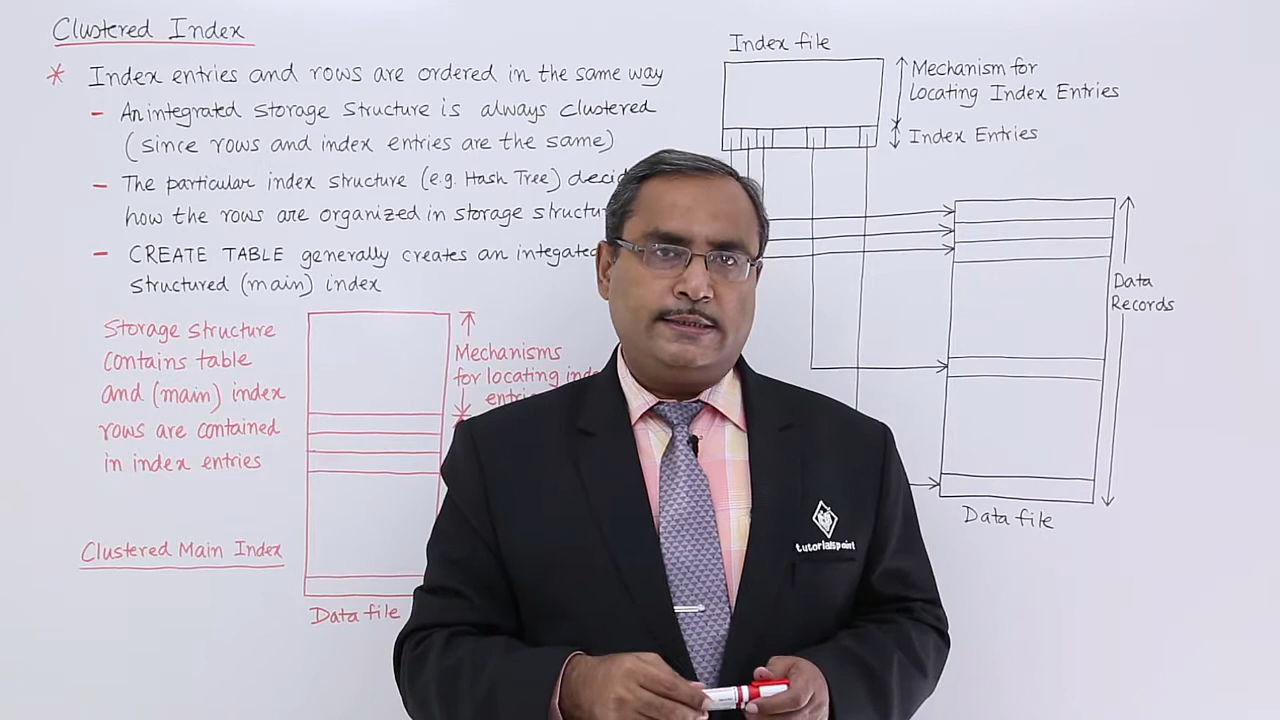 Clustered Index
* Index entries and rows are ordered in the same way
- An integrated storage structure is always clustered
(since rows and index entries are the same)
- The particular index structure (e.g. Hash Tree)
how the rows are organized in storage
- CREATE TABLE generally creates an integated
structured (main) index
Storage structure
contains table
and (main) index
rows are contained
in index entries
Clustered Main Index
Mechanisms
for locating
Data file
Index file
Mechanism for
Locating Index Entries
Index Entries
Data
Records
Data file
tutorialspoint